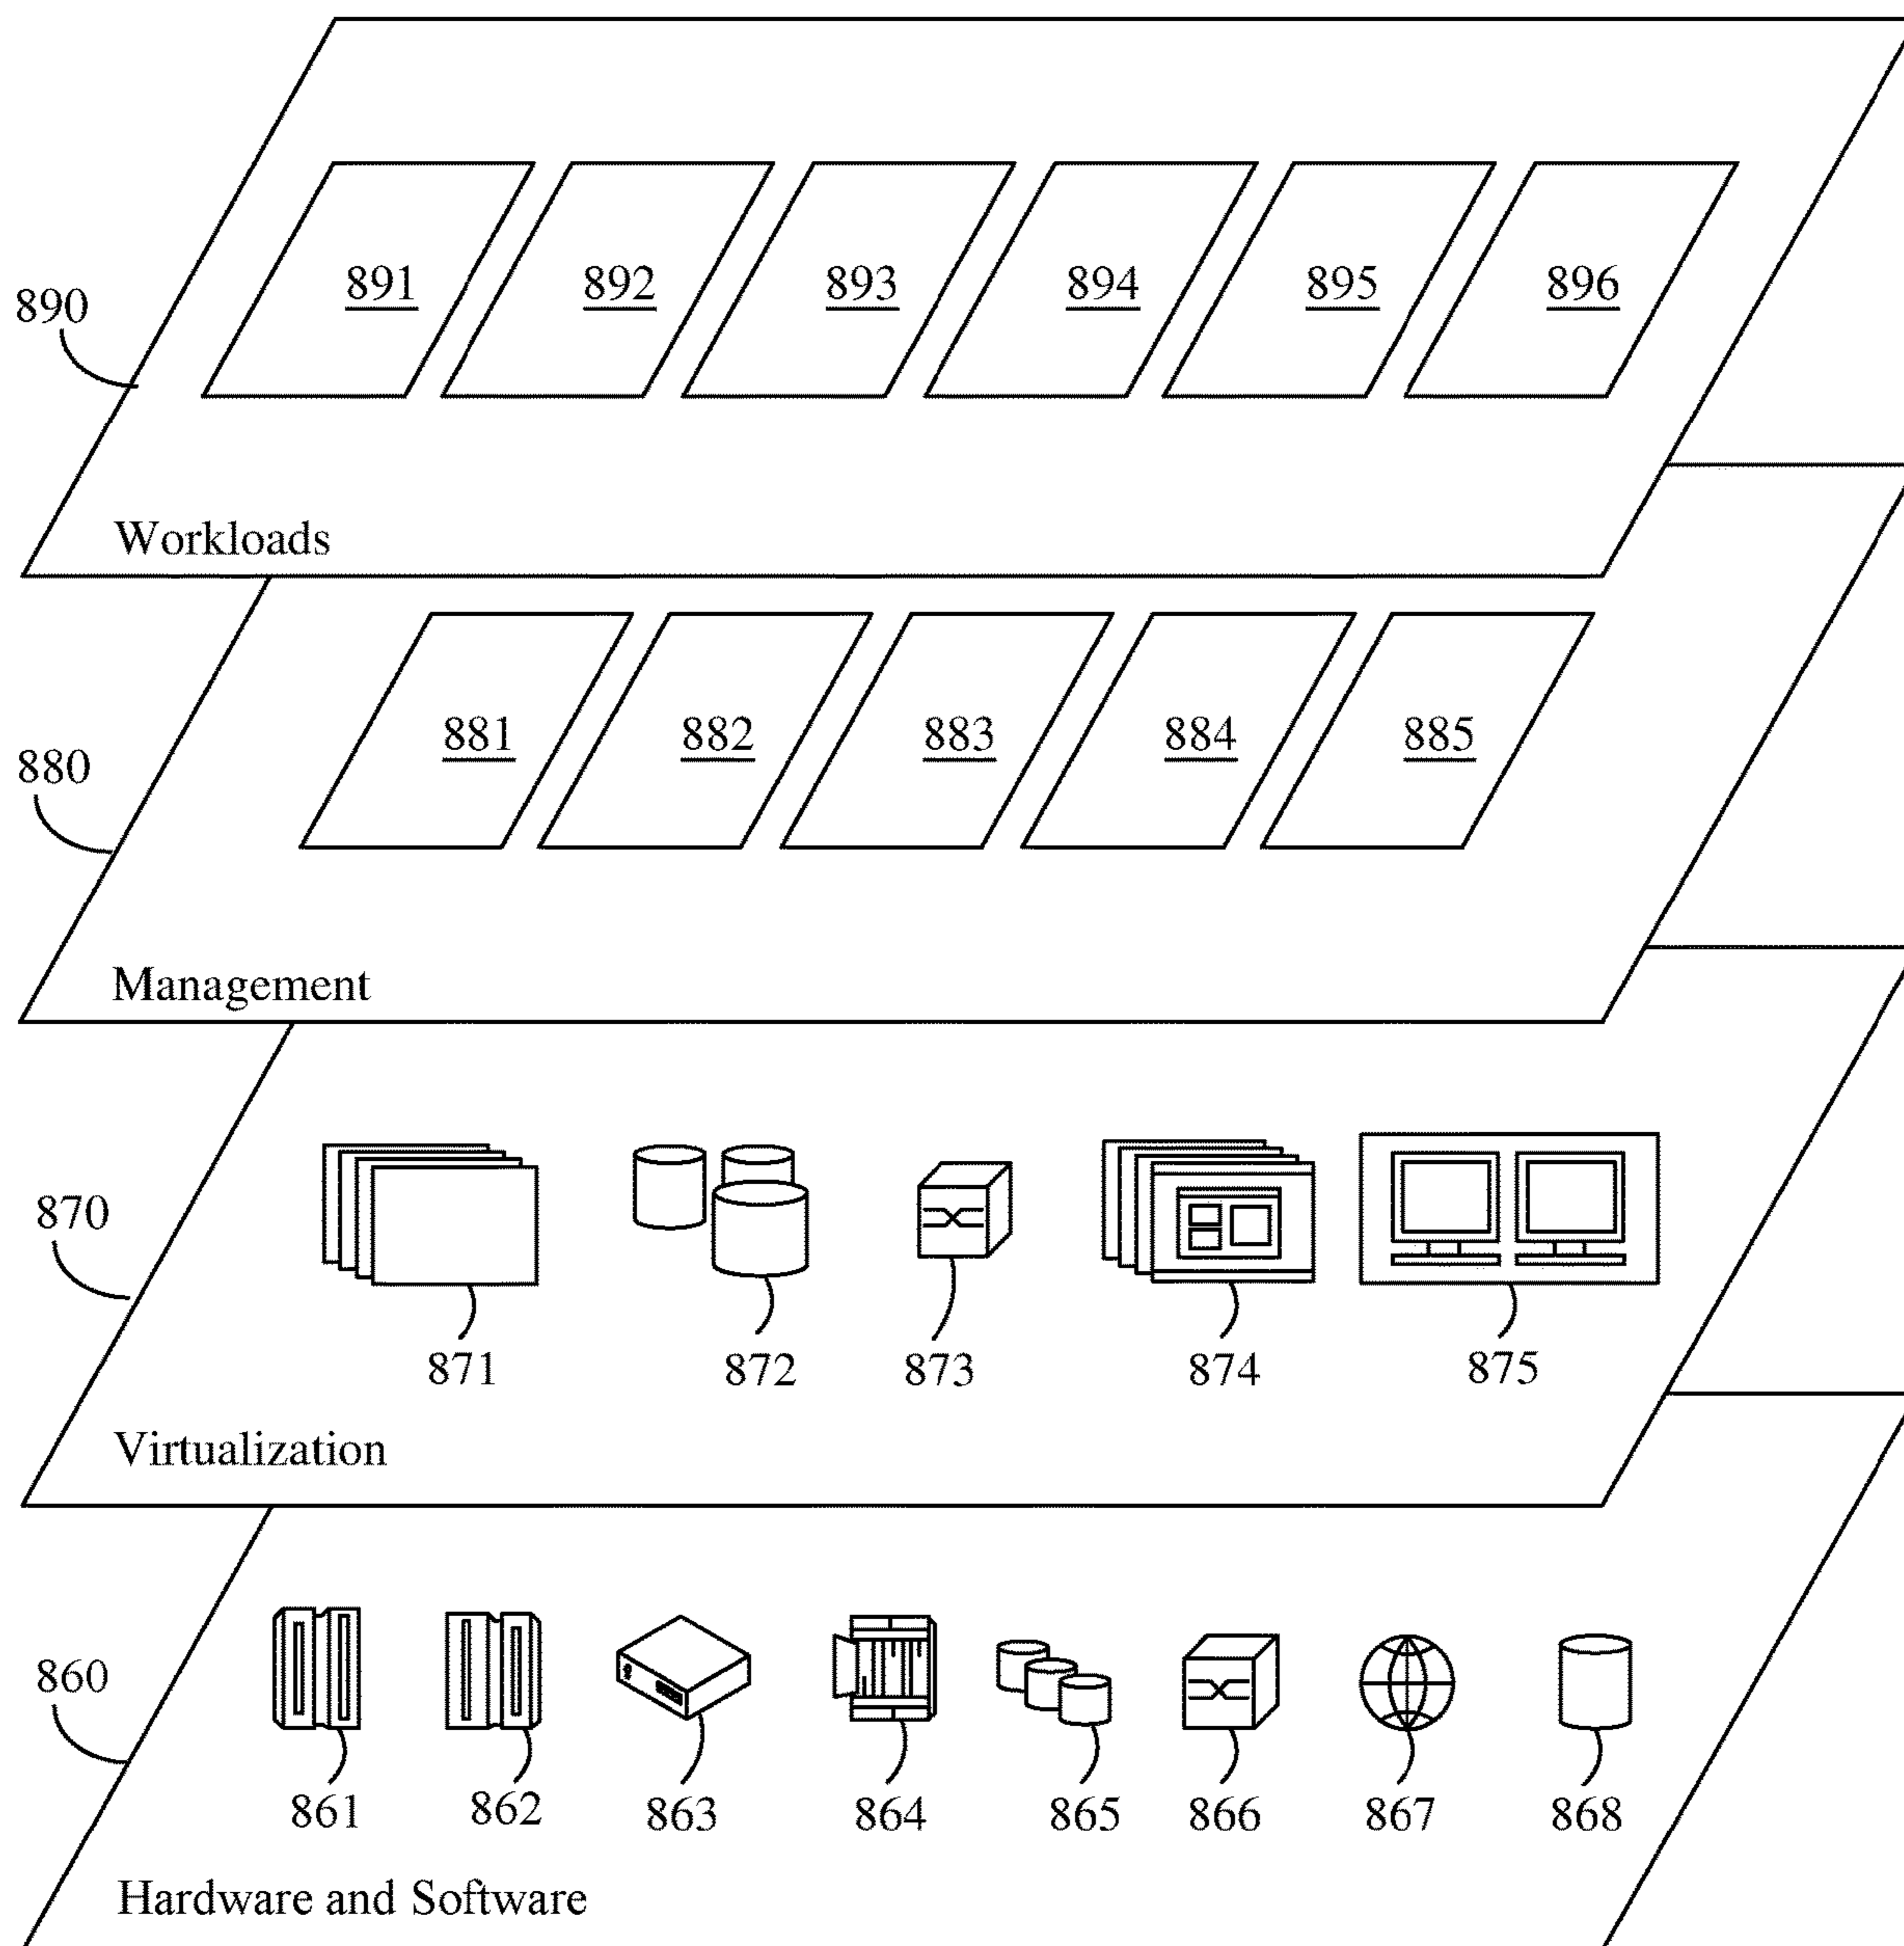 891 892 893 894 895 896
890
Workloads
881 882 883 884 885
880
Management
870
871 872 873 874 875
Virtualization
860
861 862 863 864 865 866 867 868
Hardware and Software